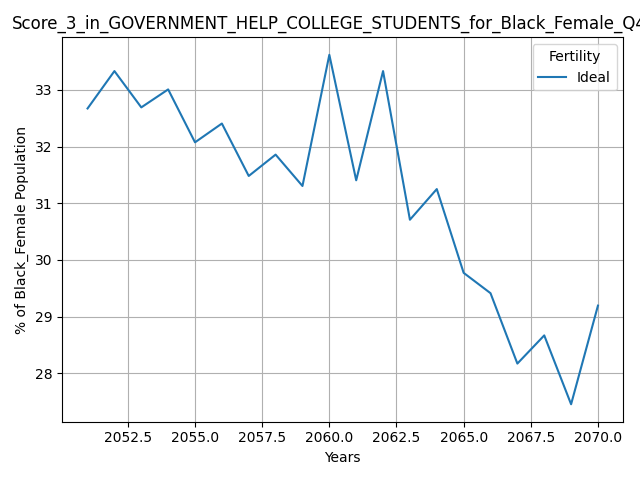 Score_3_in_GOVERNMENT_HELP_COLLEGE_STUDENTS_for_Black_Female_Q4
Fertility
Ideal
% of Black_Female Population
33
32
31
30
29
28
2052.5 2055.0 2057.5 2060.0 2062.5 2065.0 2067.5 2070.0
Years